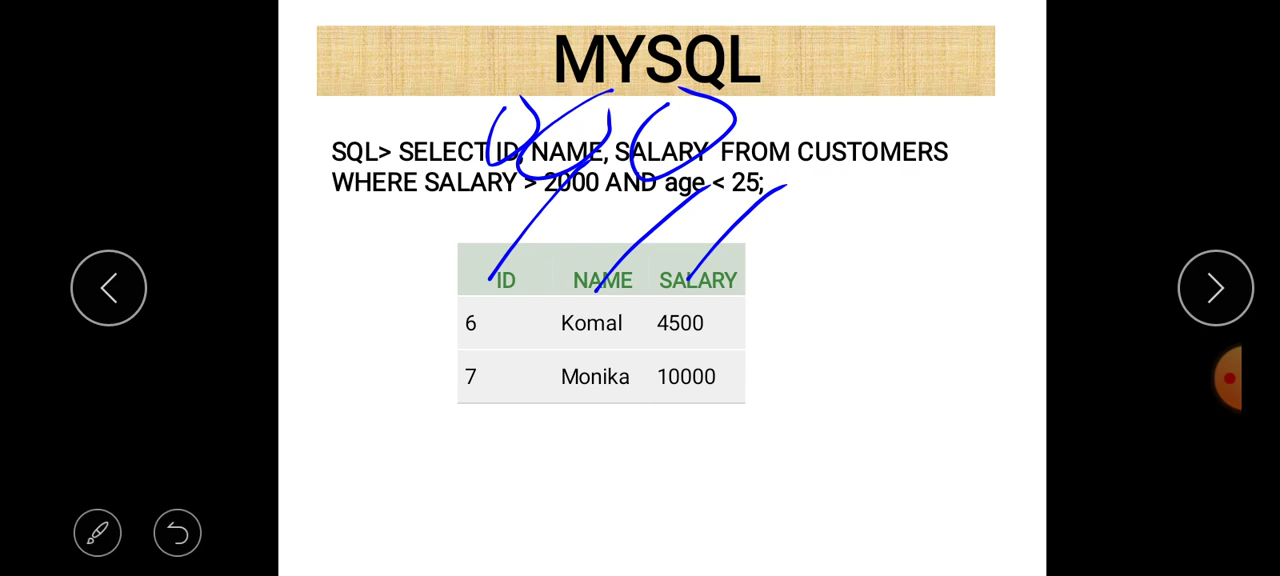 MYSQL
SQL> SELECT ID, NAME, SALARY FROM CUSTOMERS
WHERE SALARY > 2000 AND age < 25;
ID NAME SALARY
6 Komal 4500
7 Monika 10000